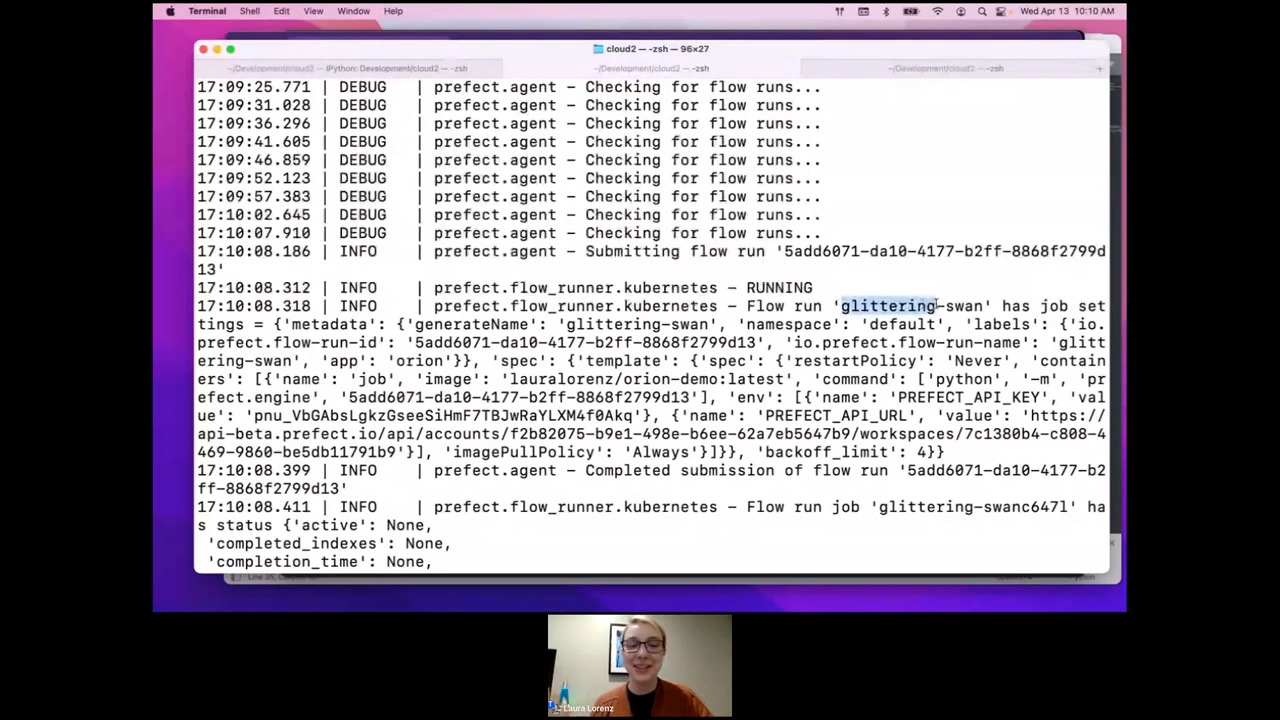 Terminal Shell Edit View Window Help Wed Apr 13 10:10 AM
cloud2 — -zsh — 96×27
~/Development/cloud2 — IPython: Development/cloud2 — -zsh ~/Development/cloud2 — -zsh ~/Development/cloud2 — -zsh +
17:09:25.771 | DEBUG | prefect.agent - Checking for flow runs...
17:09:31.028 | DEBUG | prefect.agent - Checking for flow runs...
17:09:36.296 | DEBUG | prefect.agent - Checking for flow runs...
17:09:41.605 | DEBUG | prefect.agent - Checking for flow runs...
17:09:46.859 | DEBUG | prefect.agent - Checking for flow runs...
17:09:52.123 | DEBUG | prefect.agent - Checking for flow runs...
17:09:57.383 | DEBUG | prefect.agent - Checking for flow runs...
17:10:02.645 | DEBUG | prefect.agent - Checking for flow runs...
17:10:07.910 | DEBUG | prefect.agent - Checking for flow runs...
17:10:08.186 | INFO | prefect.agent - Submitting flow run '5add6071-da10-4177-b2ff-8868f2799d
13'
17:10:08.312 | INFO | prefect.flow_runner.kubernetes - RUNNING
17:10:08.318 | INFO | prefect.flow_runner.kubernetes - Flow run 'glittering-swan' has job set
tings = {'metadata': {'generateName': 'glittering-swan', 'namespace': 'default', 'labels': {'io.
prefect.flow-run-id': '5add6071-da10-4177-b2ff-8868f2799d13', 'io.prefect.flow-run-name': 'glitt
ering-swan', 'app': 'orion'}}, 'spec': {'template': {'spec': {'restartPolicy': 'Never', 'contain
ers': [{'name': 'job', 'image': 'lauralorenz/orion-demo:latest', 'command': ['python', '-m', 'pr
efect.engine', '5add6071-da10-4177-b2ff-8868f2799d13'], 'env': [{'name': 'PREFECT_API_KEY', 'val
ue': 'pnu_VbGAbsLgkzGseeSiHmF7TBJwRaYLXM4f0Akq'}, {'name': 'PREFECT_API_URL', 'value': 'https://
api-beta.prefect.io/api/accounts/f2b82075-b9e1-498e-b6ee-62a7eb5647b9/workspaces/7c1380b4-c808-4
469-9860-be5db11791b9'}], 'imagePullPolicy': 'Always'}]}}, 'backoff_limit': 4}}
17:10:08.399 | INFO | prefect.agent - Completed submission of flow run '5add6071-da10-4177-b2
ff-8868f2799d13'
17:10:08.411 | INFO | prefect.flow_runner.kubernetes - Flow run job 'glittering-swanc647l' ha
s status {'active': None,
'completed_indexes': None,
'completion_time': None,
Laura Lorenz